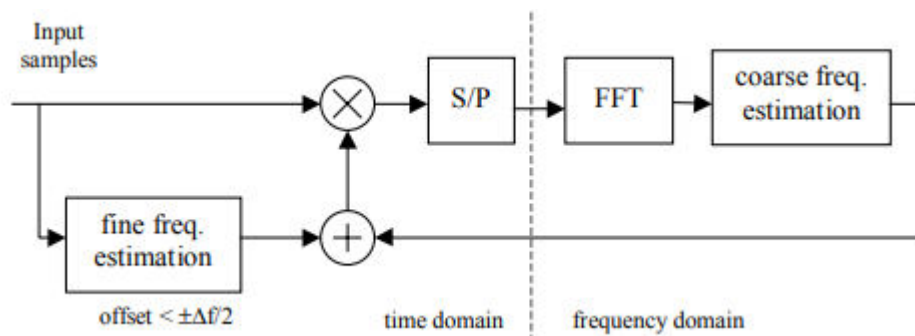 Input
samples
S/P
FFT
coarse freq.
estimation
fine freq.
estimation
offset < ±Δf/2
time domain
frequency domain